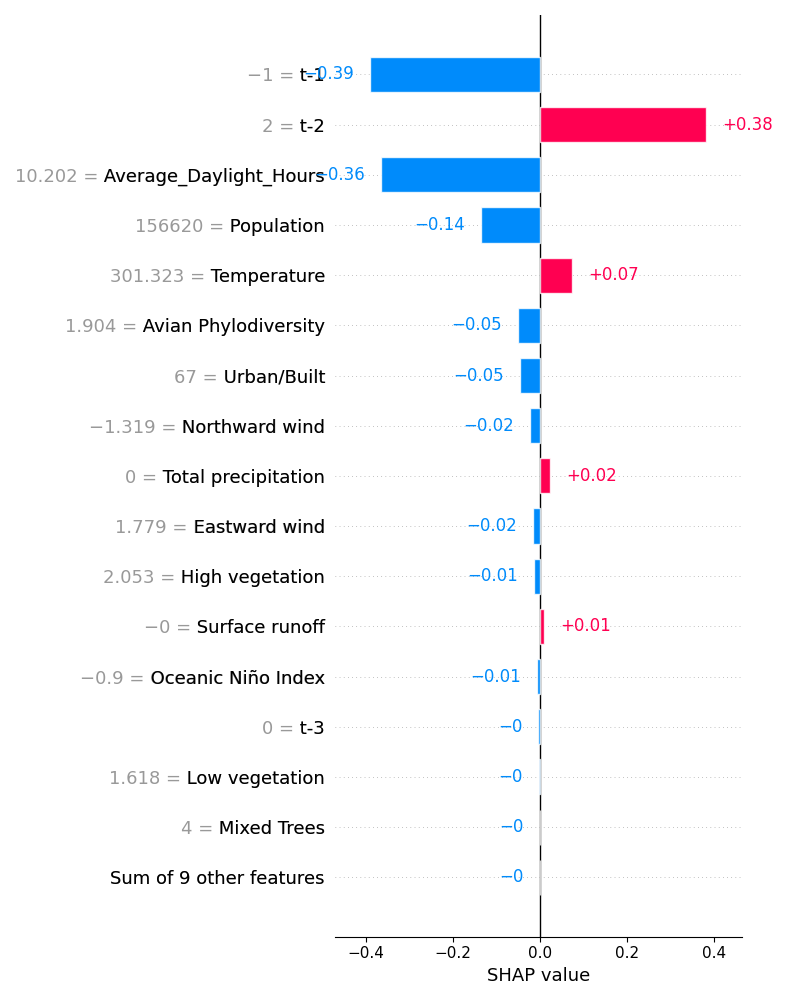 −1 = t-1 −0.39
2 = t-2 +0.38
10.202 = Average_Daylight_Hours −0.36
156620 = Population −0.14
301.323 = Temperature +0.07
1.904 = Avian Phylodiversity −0.05
67 = Urban/Built −0.05
−1.319 = Northward wind −0.02
0 = Total precipitation +0.02
1.779 = Eastward wind −0.02
2.053 = High vegetation −0.01
−0 = Surface runoff +0.01
−0.9 = Oceanic Niño Index −0.01
0 = t-3 −0
1.618 = Low vegetation −0
4 = Mixed Trees −0
Sum of 9 other features −0
−0.4 −0.2 0.0 0.2 0.4
SHAP value